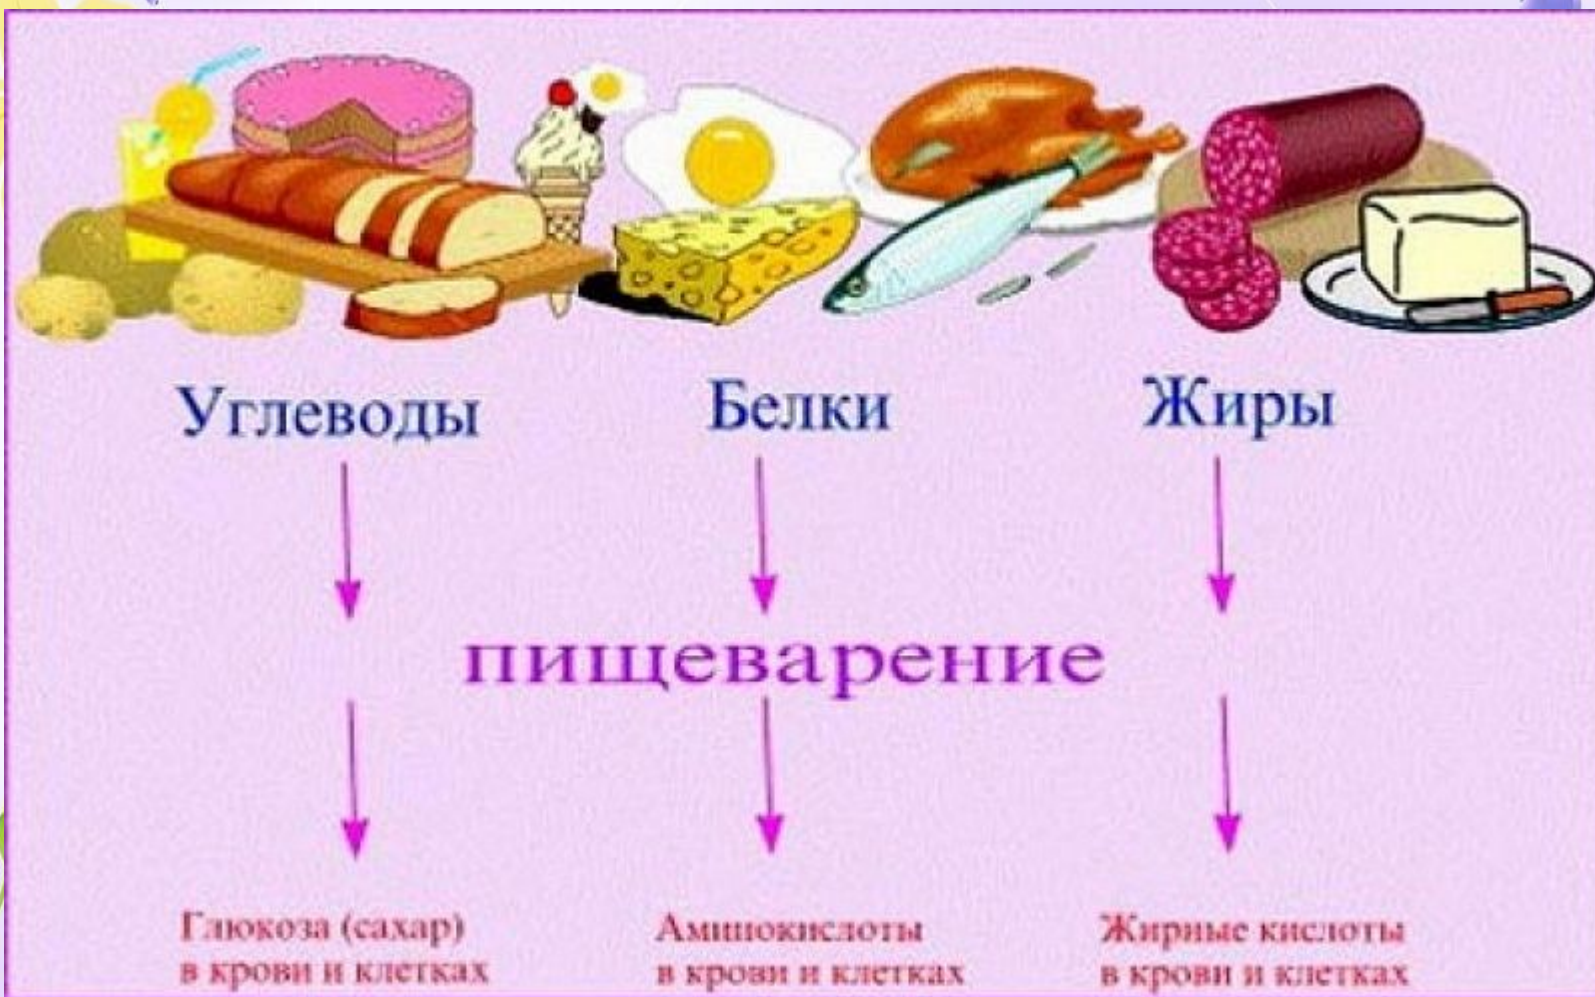 Углеводы Белки Жиры
пищеварение
Глюкоза (сахар)
в крови и клетках
Аминокислоты
в крови и клетках
Жирные кислоты
в крови и клетках